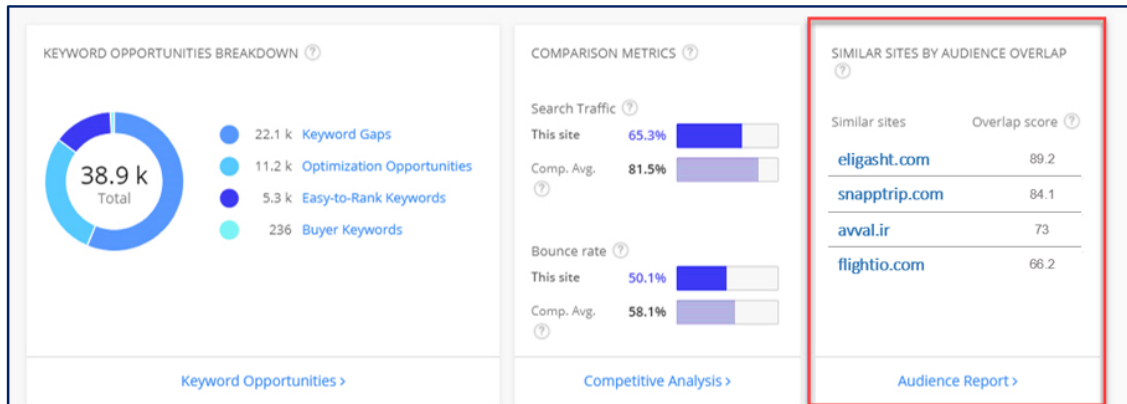 KEYWORD OPPORTUNITIES BREAKDOWN ?
38.9 k
Total
22.1 k Keyword Gaps
11.2 k Optimization Opportunities
5.3 k Easy-to-Rank Keywords
236 Buyer Keywords
Keyword Opportunities >
COMPARISON METRICS ?
Search Traffic ?
This site 65.3%
Comp. Avg. 81.5%
?
Bounce rate ?
This site 50.1%
Comp. Avg. 58.1%
?
Competitive Analysis >
SIMILAR SITES BY AUDIENCE OVERLAP
?
Similar sites Overlap score ?
eligasht.com 89.2
snapptrip.com 84.1
avval.ir 73
flightio.com 66.2
Audience Report >